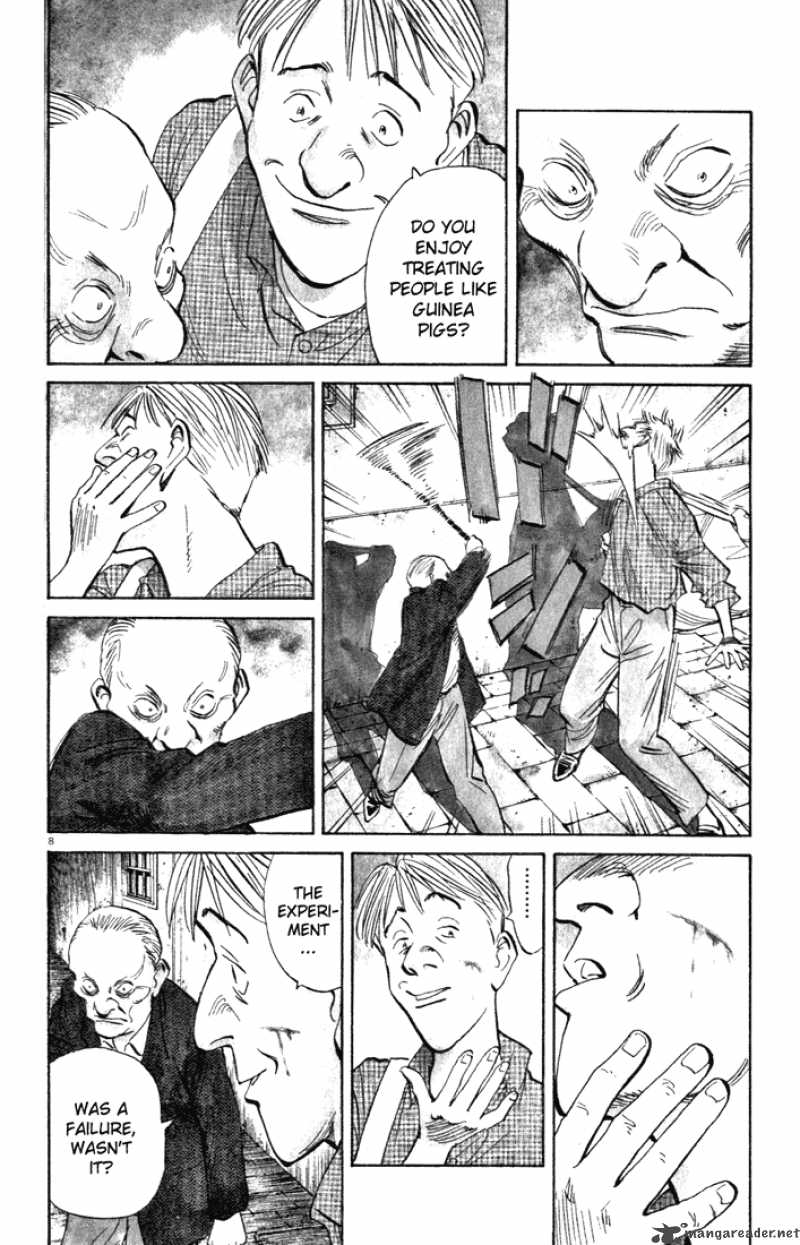 DO YOU
ENJOY
TREATING
PEOPLE LIKE
GUINEA
PIGS?
8
.........
THE
EXPERI-
MENT
...
WAS A
FAILURE,
WASN'T
IT?
mangareader.net